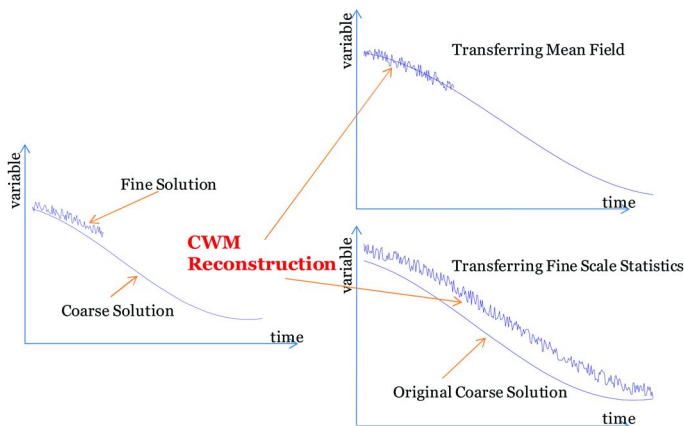 variable
Fine Solution
Coarse Solution
time
CWM
Reconstruction
variable
Transferring Mean Field
time
variable
Transferring Fine Scale Statistics
Original Coarse Solution
time